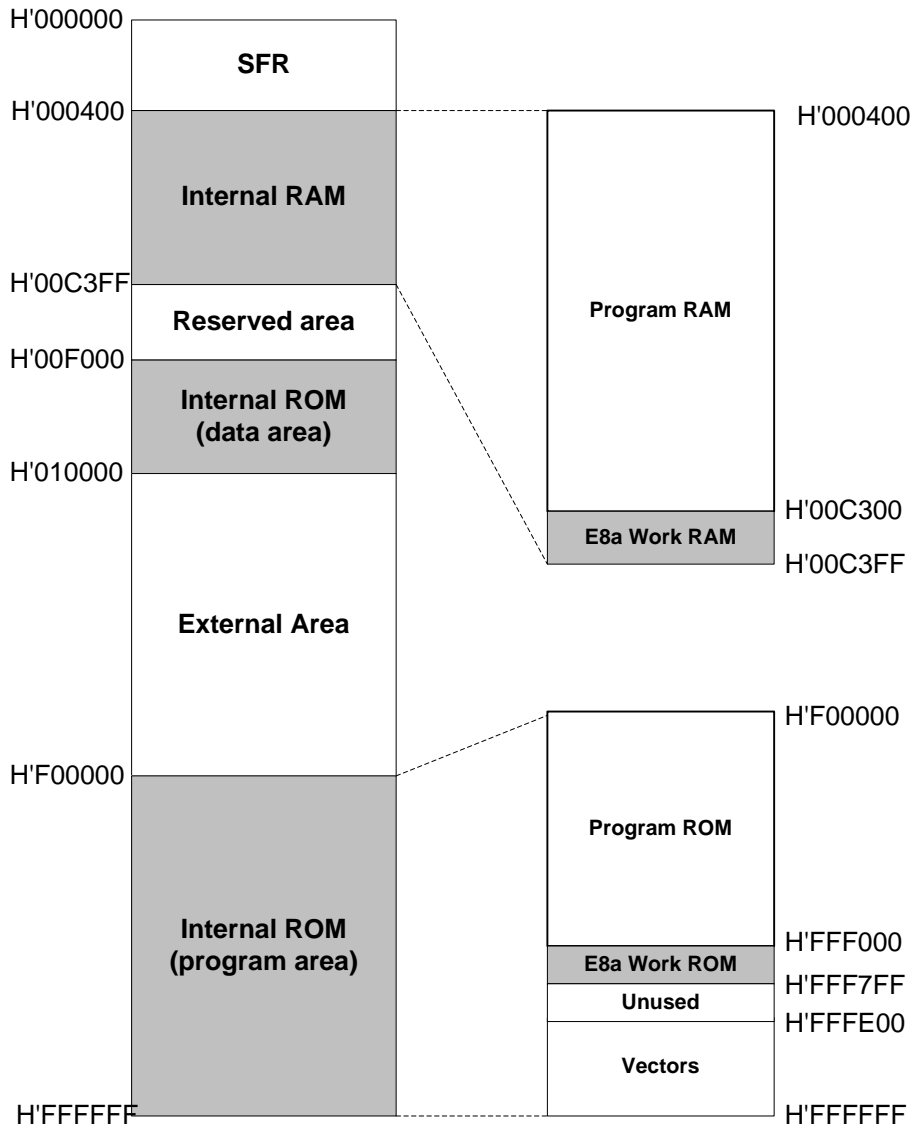 H'000000
SFR
H'000400
Internal RAM
H'00C3FF
Reserved area
H'00F000
Internal ROM
(data area)
H'010000
External Area
H'F00000
Internal ROM
(program area)
H'FFFFFF
H'000400
Program RAM
H'00C300
E8a Work RAM
H'00C3FF
H'F00000
Program ROM
H'FFF000
E8a Work ROM
H'FFF7FF
Unused
H'FFFE00
Vectors
H'FFFFFF